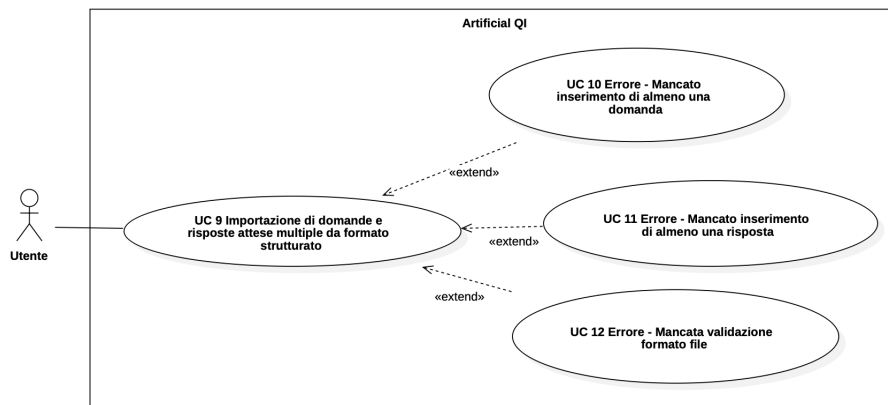 Artificial QI
UC 10 Errore - Mancato
inserimento di almeno una
domanda
«extend»
UC 9 Importazione di domande e
risposte attese multiple da formato
strutturato
UC 11 Errore - Mancato inserimento
di almeno una risposta
«extend»
Utente
«extend»
UC 12 Errore - Mancata validazione
formato file